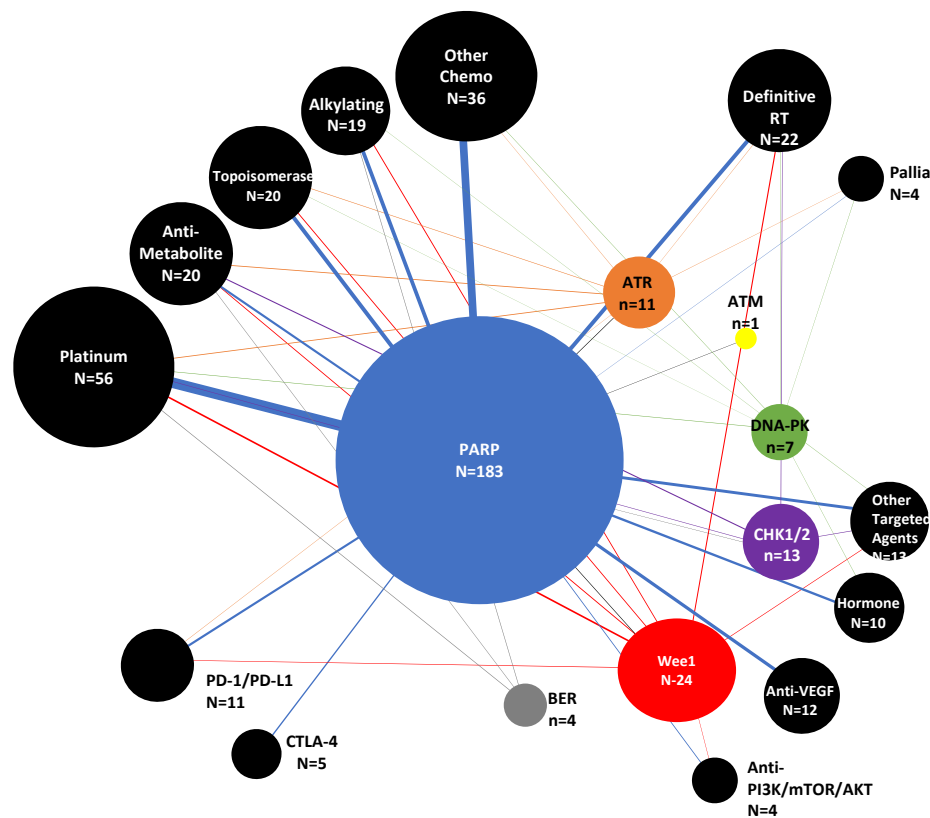 Other
Chemo
N=36
Alkylating
N=19
Definitive
RT
N=22
Topoisomerase
N=20
Pallia
N=4
Anti-
Metabolite
N=20
ATR
n=11
ATM
n=1
Platinum
N=56
PARP
N=183
DNA-PK
n=7
Other
Targeted
Agents
N=13
CHK1/2
n=13
Hormone
N=10
Wee1
N-24
PD-1/PD-L1
N=11
Anti-VEGF
N=12
BER
n=4
CTLA-4
N=5
Anti-
PI3K/mTOR/AKT
N=4